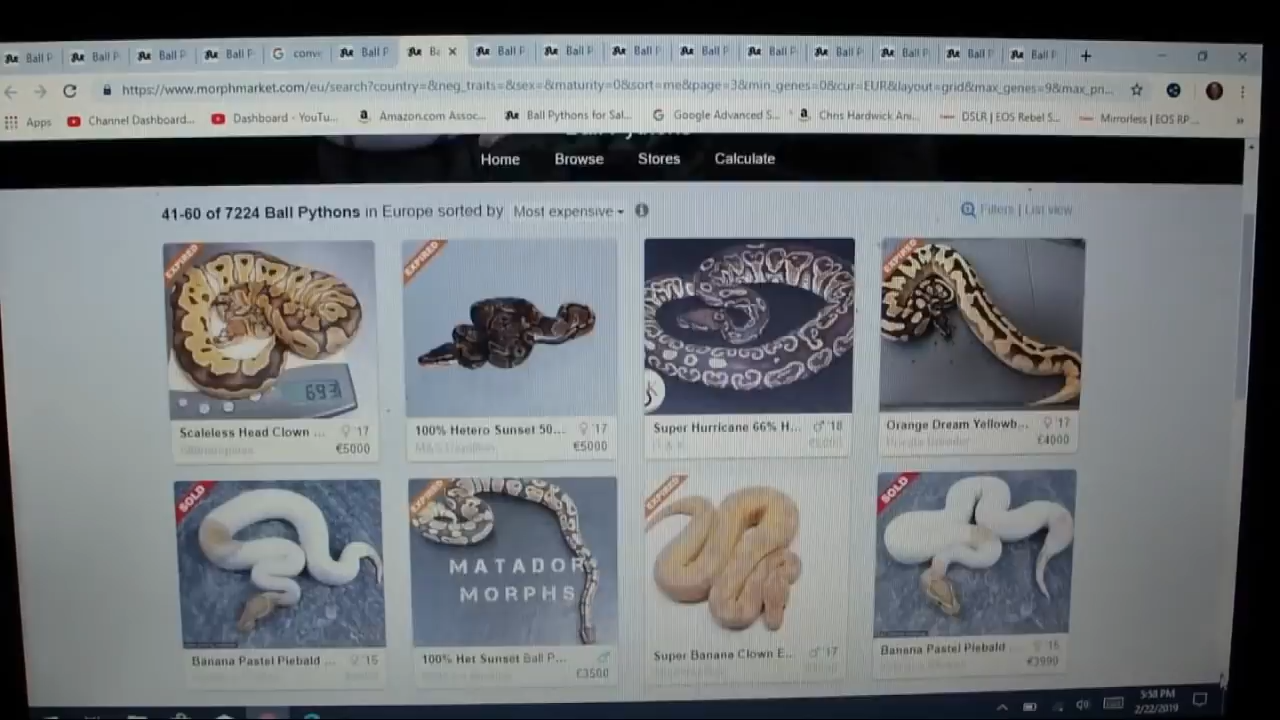 Ball P Ball P Ball P Ball P conve Ball P Ba Ball P Ball P Ball P Ball P Ball P Ball P Ball P Ball P Ball P
https://www.morphmarket.com/eu/search?country=&neg_traits=&sex=&maturity=0&sort=me&page=3&min_genes=0&cur=EUR&layout=grid&max_genes=9&max_pri...
Apps Channel Dashboard... Dashboard - YouTu... Amazon.com Assoc... Ball Pythons for Sal... Google Advanced S... Chris Hardwick Ani... DSLR | EOS Rebel S... Mirrorless | EOS RP ... »
Home Browse Stores Calculate
41-60 of 7224 Ball Pythons in Europe sorted by Most expensive Filters | List view
EXPIRED EXPIRED EXPIRED
693
Scaleless Head Clown ... ♀ '17 100% Hetero Sunset 50... ♀ '17 Super Hurricane 66% H... ♂ '18 Orange Dream Yellowb... ♀ '17
€5000 €5000 Private Breeder €4000
SOLD EXPIRED EXPIRED SOLD
MATADOR
MORPHS
Banana Pastel Piebald ... ♀ '15 100% Het Sunset Ball P... ♂ Super Banana Clown E... ♂ '17 Banana Pastel Piebald ♀ '15
€3500 €3990
5:58 PM
2/22/2019